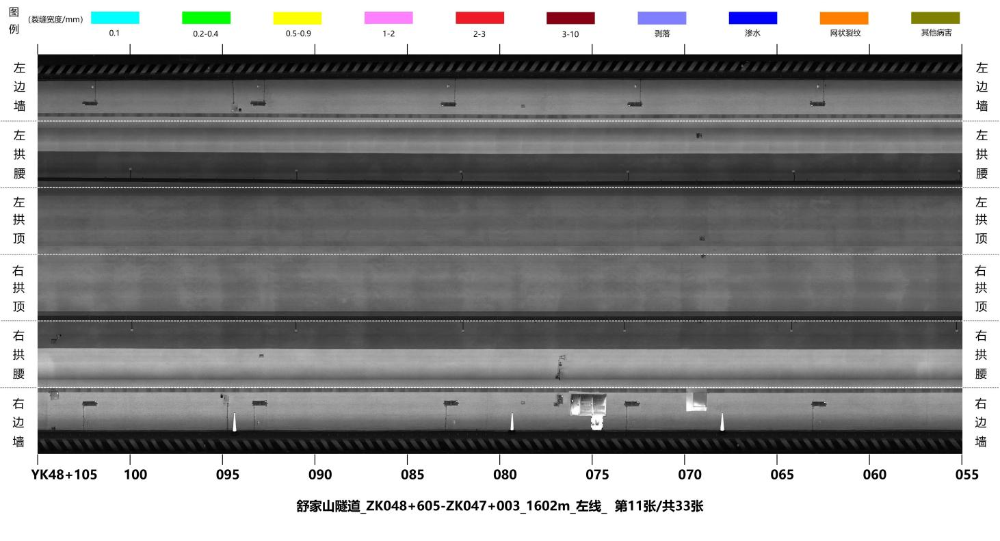 图例
(裂缝宽度/mm)
0.1
0.2-0.4
0.5-0.9
1-2
2-3
3-10
剥落
渗水
网状裂纹
其他病害
左边墙
左边墙
左拱腰
左拱腰
左拱顶
左拱顶
右拱顶
右拱顶
右拱腰
右拱腰
右边墙
右边墙
YK48+105 100 095 090 085 080 075 070 065 060 055
舒家山隧道_ZK048+605-ZK047+003_1602m_左线_ 第11张/共33张